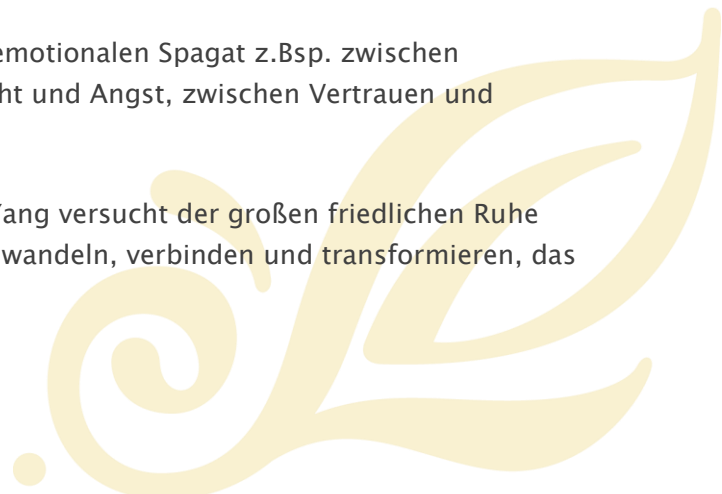 emotionalen Spagat z.Bsp. zwischen
ht und Angst, zwischen Vertrauen und
Yang versucht der großen friedlichen Ruhe
wandeln, verbinden und transformieren, das